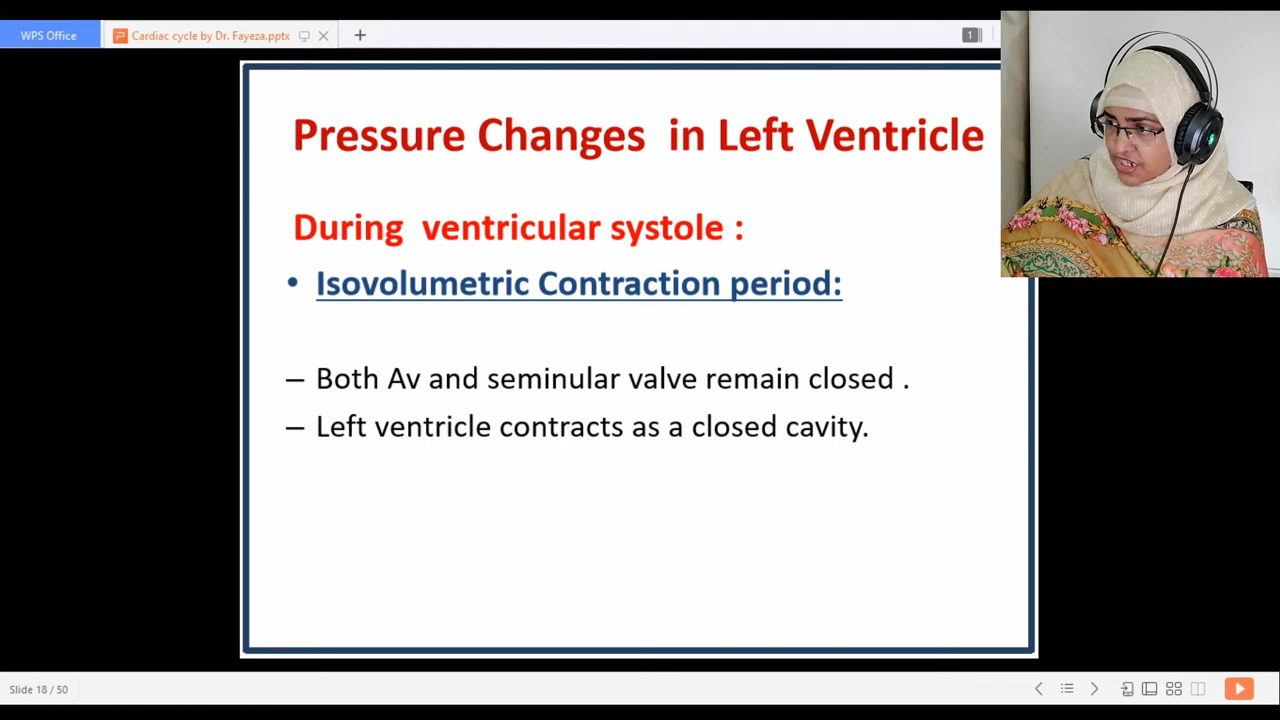 WPS Office
Cardiac cycle by Dr. Fayeza.pptx
1
Pressure Changes in Left Ventricle
During ventricular systole :
• Isovolumetric Contraction period:
– Both Av and seminular valve remain closed .
– Left ventricle contracts as a closed cavity.
Slide 18 / 50